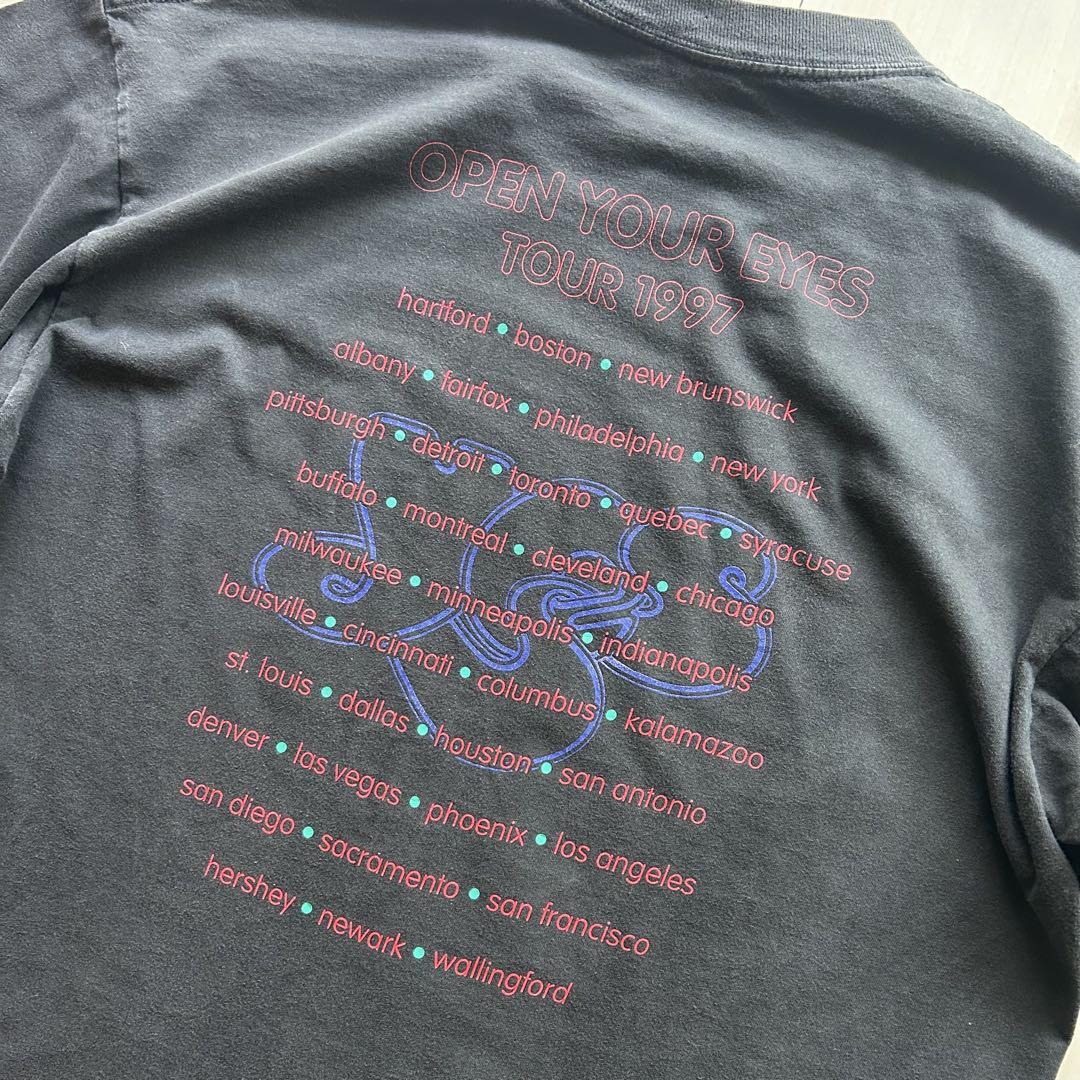 OPEN YOUR EYES
TOUR 1997
hartford • boston • new brunswick
albany • fairfax • philadelphia • new york
pittsburgh • detroit • toronto • quebec • syracuse
buffalo • montreal • cleveland • chicago
milwaukee • minneapolis • indianapolis
louisville • cincinnati • columbus • kalamazoo
st. louis • dallas • houston • san antonio
denver • las vegas • phoenix • los angeles
san diego • sacramento • san francisco
hershey • newark • wallingford
Yes